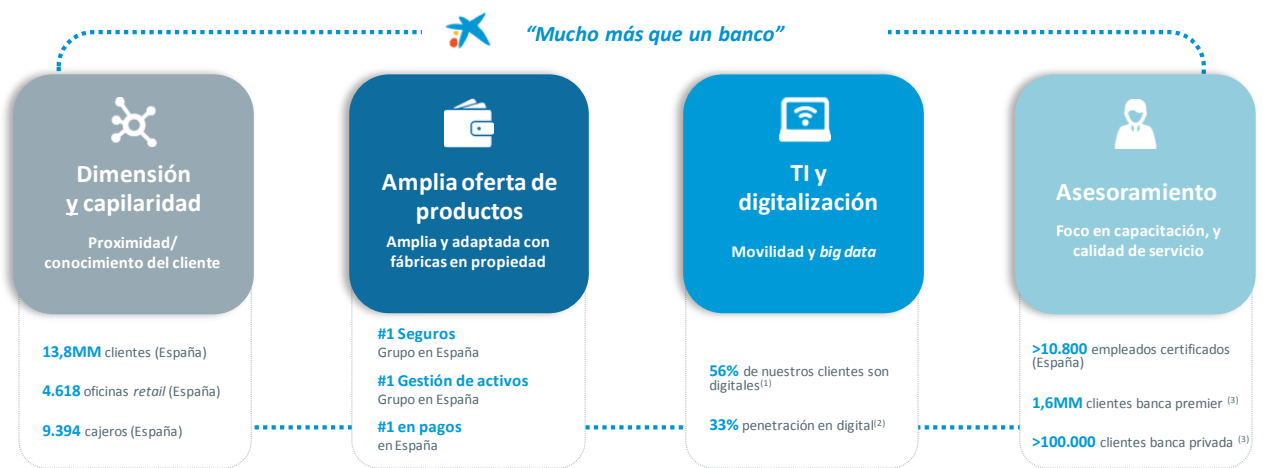 “Mucho más que un banco”
Dimensión
y capilaridad
Proximidad/
conocimiento del cliente
13,8MM clientes (España)
4.618 oficinas retail (España)
9.394 cajeros (España)
Amplia oferta de
productos
Amplia y adaptada con
fábricas en propiedad
#1 Seguros
Grupo en España
#1 Gestión de activos
Grupo en España
#1 en pagos
en España
TI y
digitalización
Movilidad y big data
56% de nuestros clientes son
digitales(1)
33% penetración en digital(2)
Asesoramiento
Foco en capacitación, y
calidad de servicio
>10.800 empleados certificados
(España)
1,6MM clientes banca premier (3)
>100.000 clientes banca privada (3)